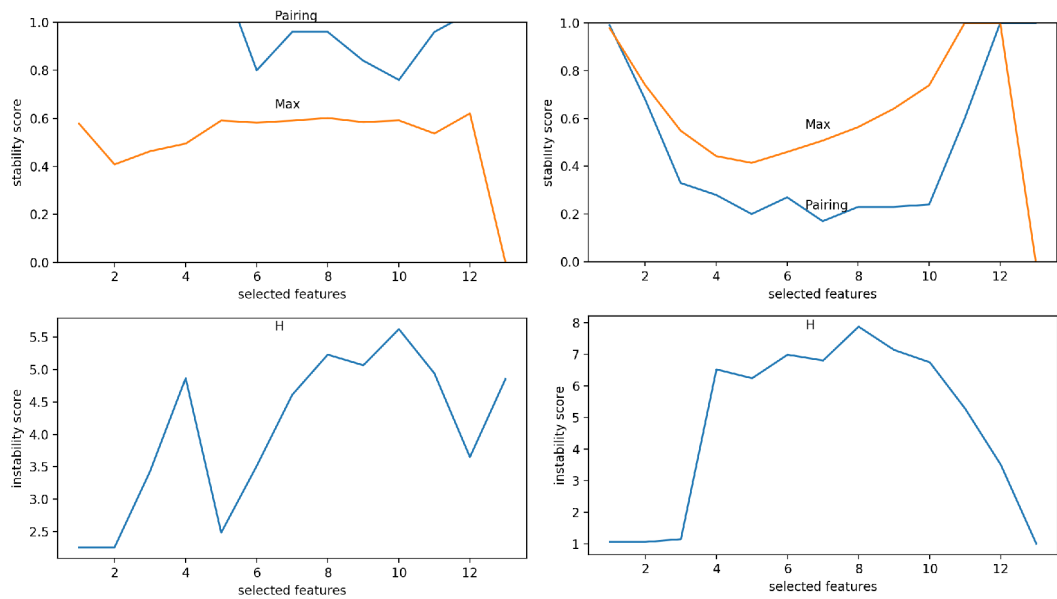 Pairing
1.0
0.8
Max
0.6
0.4
0.2
0.0
stability score
2 4 6 8 10 12
selected features
1.0
0.8
0.6
Max
0.4
Pairing
0.2
0.0
stability score
2 4 6 8 10 12
selected features
H
5.5
5.0
4.5
4.0
3.5
3.0
2.5
instability score
2 4 6 8 10 12
selected features
H
8
7
6
5
4
3
2
1
instability score
2 4 6 8 10 12
selected features